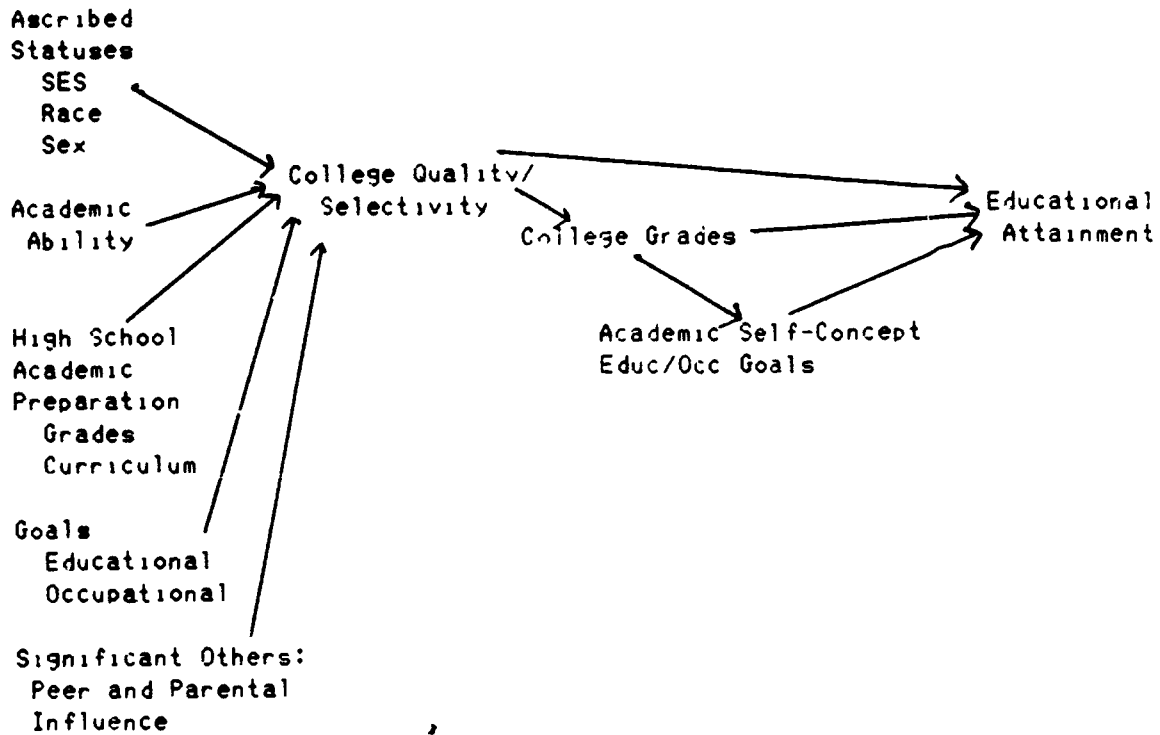 Ascribed
Statuses
SES
Race
Sex
College Quality/
Selectivity
Academic
Ability
College Grades
Educational
Attainment
High School
Academic
Preparation
Grades
Curriculum
Academic Self-Concept
Educ/Occ Goals
Goals
Educational
Occupational
Significant Others:
Peer and Parental
Influence